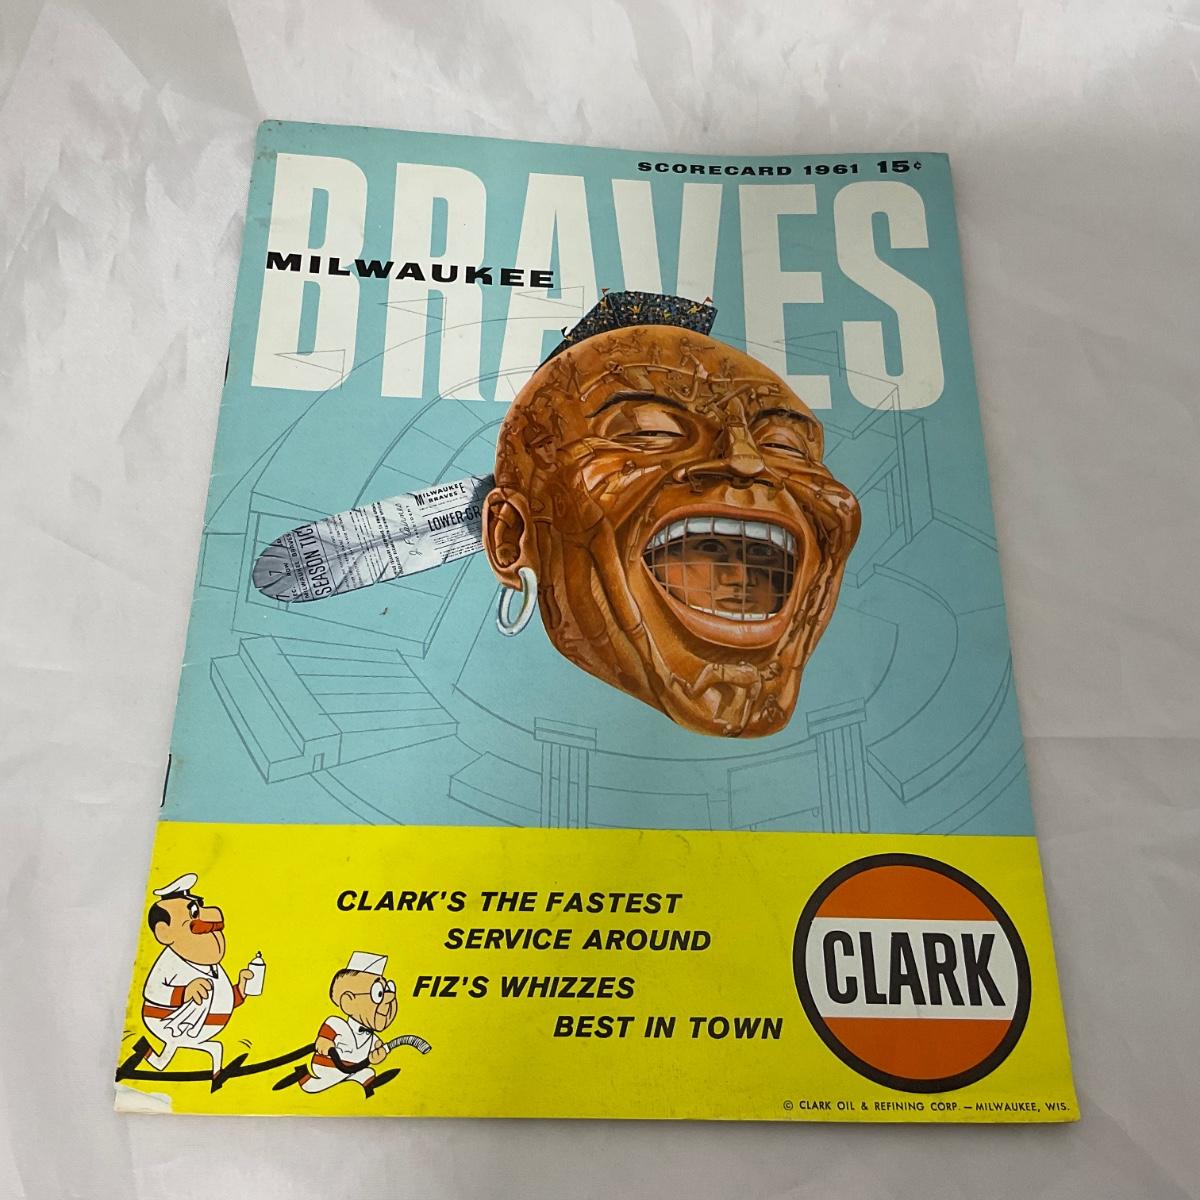 SCORECARD 1961 15¢
BRAVES
MILWAUKEE
MILWAUKEE
BRAVES
LOWER GR
SEASON TIC
CLARK'S THE FASTEST
SERVICE AROUND
FIZ'S WHIZZES
BEST IN TOWN
CLARK
© CLARK OIL & REFINING CORP. — MILWAUKEE, WIS.